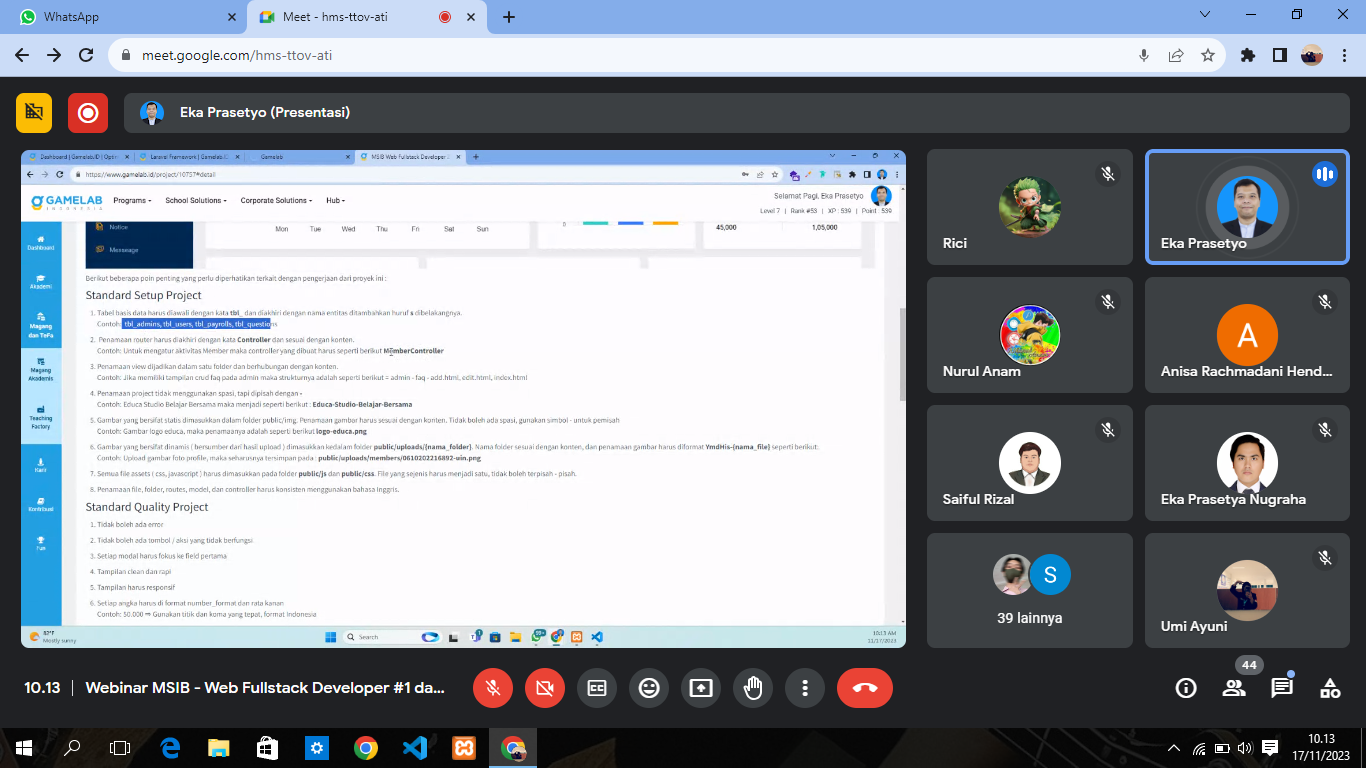 WhatsApp
Meet - hms-ttov-ati
meet.google.com/hms-ttov-ati
Eka Prasetyo (Presentasi)
Dashboard | Gamelab.ID | Optim
Laravel Framework | Gamelab.ID
Gamelab
MSIB Web Fullstack Developer
https://www.gamelab.id/project/10757#detail
GAMELAB
INDONESIA
Programs
School Solutions
Corporate Solutions
Hub
Selamat Pagi, Eka Prasetyo
Level 7 | Rank #53 | XP : 539 | Point : 539
Dashboard
Akademi
Magang dan TeFa
Magang Akademis
Teaching Factory
Karir
Kontribusi
Fun
Notice
Message
Mon Tue Wed Thu Fri Sat Sun
0
45,000
1,05,000
Berikut beberapa poin penting yang perlu diperhatikan terkait dengan pengerjaan dari proyek ini :
Standard Setup Project
1. Tabel basis data harus diawali dengan kata tbl_ dan diakhiri dengan nama entitas ditambahkan huruf s dibelakangnya.
Contoh: tbl_admins, tbl_users, tbl_payrolls, tbl_questions
2. Penamaan router harus diakhiri dengan kata Controller dan sesuai dengan konten.
Contoh: Untuk mengatur aktivitas Member maka controller yang dibuat harus seperti berikut MemberController
3. Penamaan view dijadikan dalam satu folder dan berhubungan dengan konten.
Contoh: Jika memiliki tampilan crud faq pada admin maka strukturnya adalah seperti berikut = admin - faq - add.html, edit.html, index.html
4. Penamaan project tidak menggunakan spasi, tapi dipisah dengan -
Contoh: Educa Studio Belajar Bersama maka menjadi seperti berikut : Educa-Studio-Belajar-Bersama
5. Gambar yang bersifat statis dimasukkan dalam folder public/img. Penamaan gambar harus sesuai dengan konten. Tidak boleh ada spasi, gunakan simbol - untuk pemisah
Contoh: Gambar logo educa, maka penamaanya adalah seperti berikut logo-educa.png
6. Gambar yang bersifat dinamis ( bersumber dari hasil upload ) dimasukkan kedalam folder public/uploads/{nama_folder}. Nama folder sesuai dengan konten, dan penamaan gambar harus diformat YmdHis-{nama_file} seperti berikut:
Contoh: Upload gambar foto profile, maka seharusnya tersimpan pada : public/uploads/members/0610202216892-uin.png
7. Semua file assets ( css, javascript ) harus dimasukkan pada folder public/js dan public/css. File yang sejenis harus menjadi satu, tidak boleh terpisah - pisah.
8. Penamaan file, folder, routes, model, dan controller harus konsisten menggunakan bahasa Inggris.
Standard Quality Project
1. Tidak boleh ada error
2. Tidak boleh ada tombol / aksi yang tidak berfungsi
3. Setiap modal harus fokus ke field pertama
4. Tampilan clean dan rapi
5. Tampilan harus responsif
6. Setiap angka harus di format number_format dan rata kanan
Contoh: 50.000 => Gunakan titik dan koma yang tepat, format Indonesia
82°F
Mostly sunny
Search
10:13 AM
11/17/2023
Rici
Eka Prasetyo
Nurul Anam
A
Anisa Rachmadani Hend...
Saiful Rizal
Eka Prasetya Nugraha
S
39 lainnya
Umi Ayuni
10.13
Webinar MSIB - Web Fullstack Developer #1 da...
44
10.13
17/11/2023